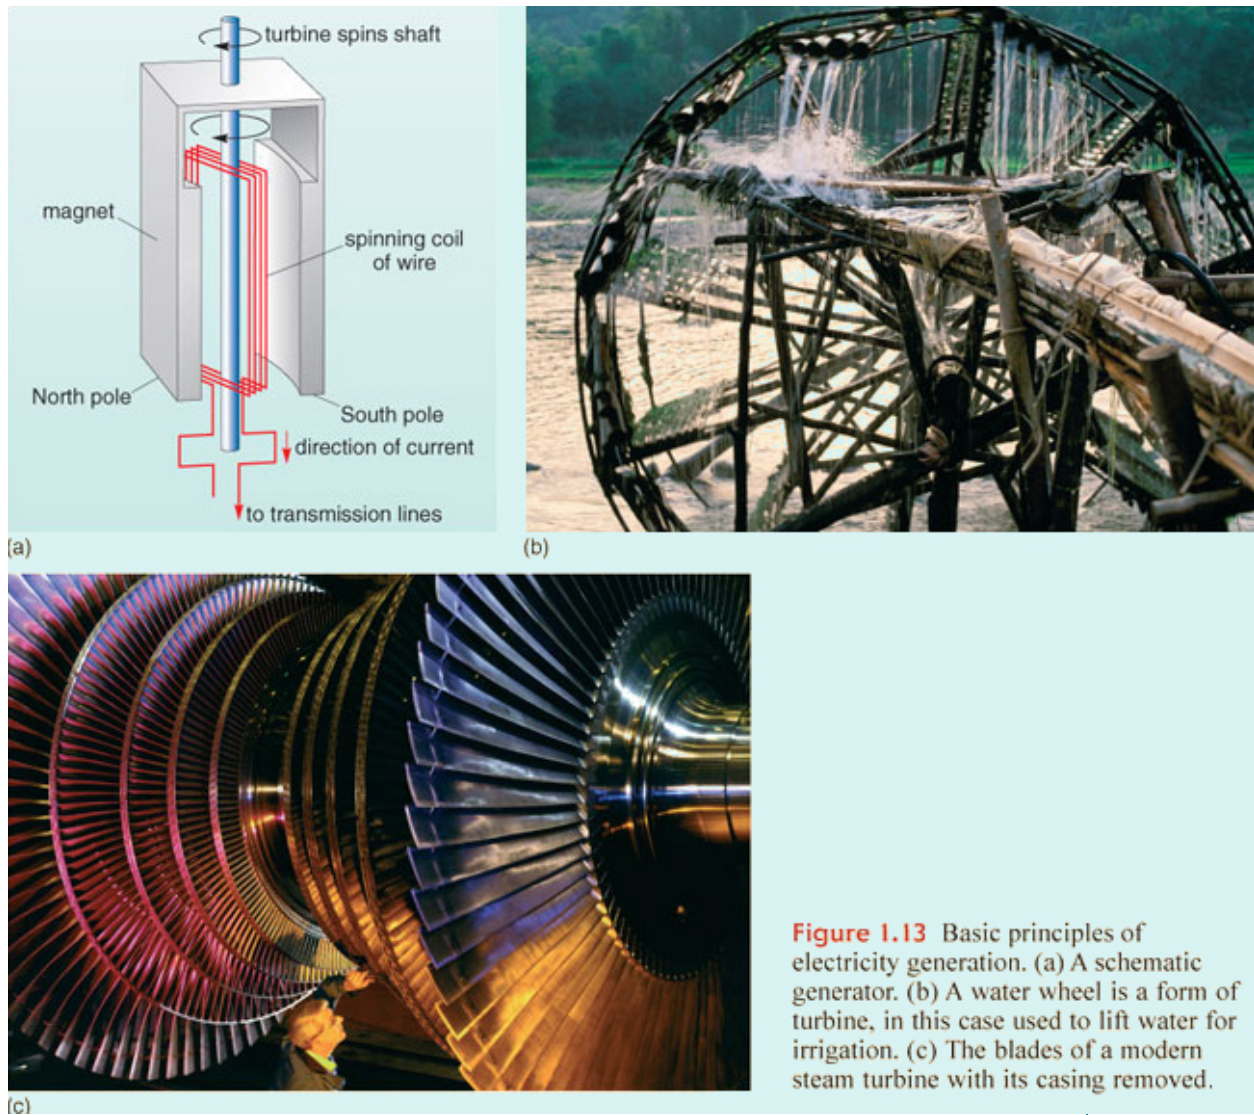 turbine spins shaft
magnet
spinning coil
of wire
North pole
South pole
direction of current
to transmission lines
(a)
(b)
(c)
Figure 1.13 Basic principles of
electricity generation. (a) A schematic
generator. (b) A water wheel is a form of
turbine, in this case used to lift water for
irrigation. (c) The blades of a modern
steam turbine with its casing removed.